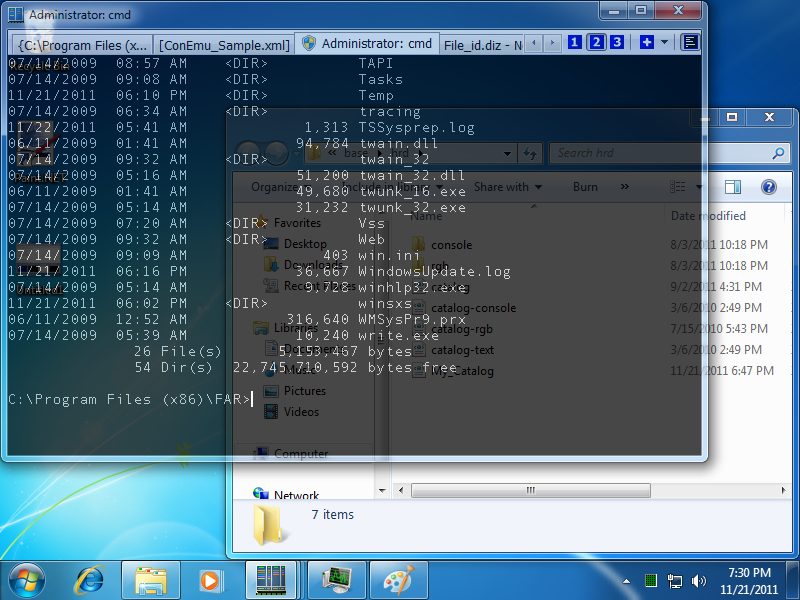 Administrator: cmd
{C:\Program Files (x... [ConEmu_Sample.xml] Administrator: cmd File_id.diz - N 1 2 3
07/14/2009 08:57 AM <DIR> TAPI
07/14/2009 09:08 AM <DIR> Tasks
11/21/2011 06:10 PM <DIR> Temp
07/14/2009 06:34 AM <DIR> tracing
11/22/2011 05:41 AM 1,313 TSSysprep.log
06/11/2009 01:41 AM 94,784 twain.dll
07/14/2009 09:32 AM <DIR> twain_32
07/14/2009 05:16 AM 51,200 twain_32.dll
06/11/2009 01:41 AM 49,680 twunk_16.exe
07/14/2009 05:14 AM 31,232 twunk_32.exe
07/14/2009 07:20 AM <DIR> Vss
07/14/2009 09:32 AM <DIR> Web
07/14/2009 09:09 AM 403 win.ini
11/21/2011 06:16 PM 36,667 WindowsUpdate.log
07/14/2009 05:14 AM 9,728 winhlp32.exe
11/21/2011 06:02 PM <DIR> winsxs
06/11/2009 12:52 AM 316,640 WMSysPr9.prx
07/14/2009 05:39 AM 10,240 write.exe
26 File(s) bytes
54 Dir(s) 22,745,710,592 bytes free
C:\Program Files (x86)\FAR>
« base hrd
Search hrd
Organize Include in Share with Burn »
Favorites
Desktop
Downloads
Recent
Libraries
Documents
Music
Pictures
Videos
Computer
Network
Name Date modified
console 8/3/2011 10:18 PM
rgb 8/3/2011 10:18 PM
catalog 9/2/2011 4:31 PM
catalog-console 3/6/2010 2:49 PM
catalog-rgb 7/15/2010 5:43 PM
catalog-text 3/6/2010 2:49 PM
My_Catalog 11/21/2011 6:47 PM
7 items
7:30 PM
11/21/2011